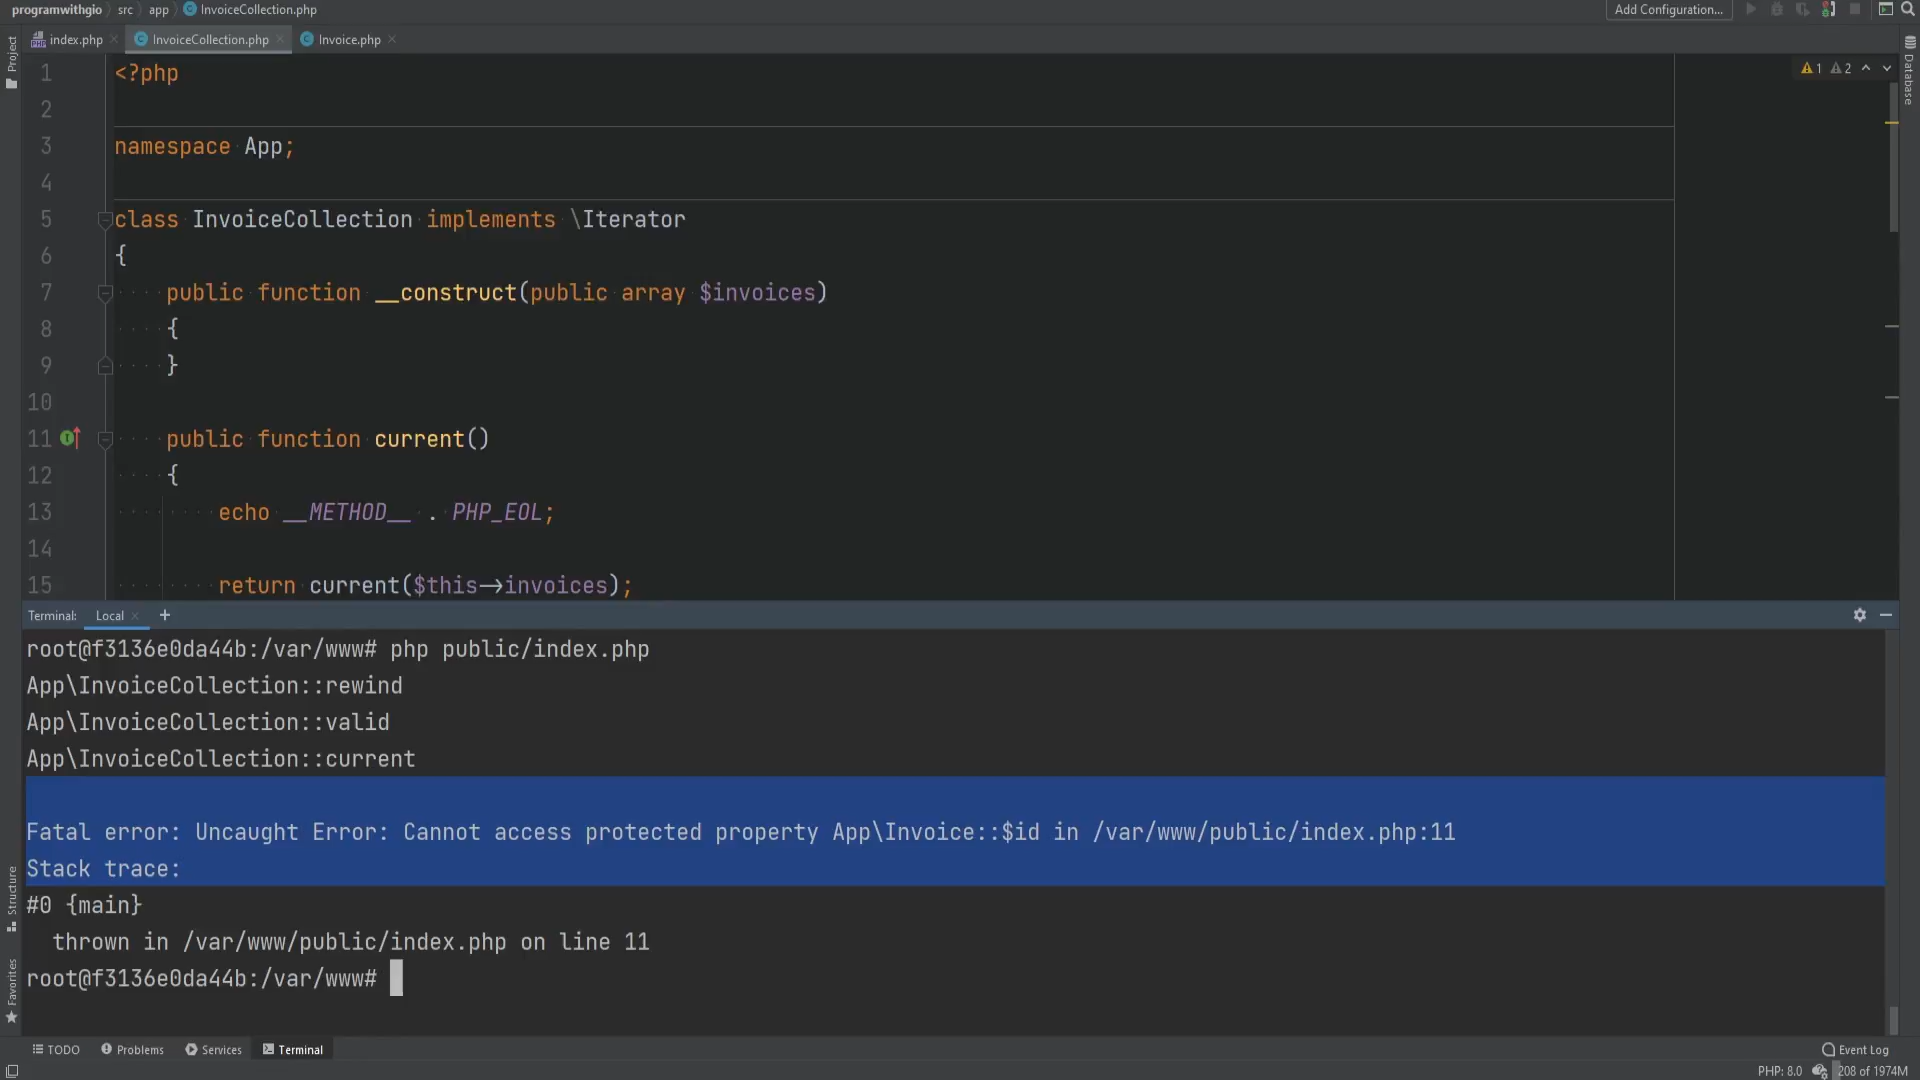 programwithgio src app InvoiceCollection.php Add Configuration...
index.php InvoiceCollection.php Invoice.php
Project
Database
1 2
1 <?php
2
3 namespace App;
4
5 class InvoiceCollection implements \Iterator
6 {
7 public function __construct(public array $invoices)
8 {
9 }
10
11 public function current()
12 {
13 echo __METHOD__ . PHP_EOL;
14
15 return current($this→invoices);
Terminal: Local +
root@f3136e0da44b:/var/www# php public/index.php
App\InvoiceCollection::rewind
App\InvoiceCollection::valid
App\InvoiceCollection::current
Fatal error: Uncaught Error: Cannot access protected property App\Invoice::$id in /var/www/public/index.php:11
Stack trace:
#0 {main}
thrown in /var/www/public/index.php on line 11
root@f3136e0da44b:/var/www#
Structure
Favorites
TODO Problems Services Terminal Event Log
PHP: 8.0 208 of 1974M